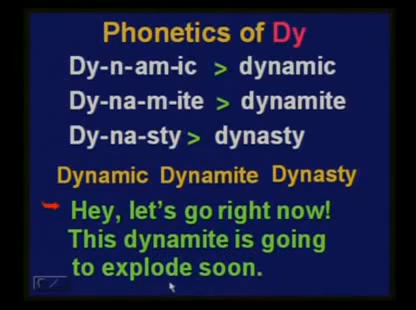 Phonetics of Dy
Dy-n-am-ic > dynamic
Dy-na-m-ite > dynamite
Dy-na-sty > dynasty
Dynamic Dynamite Dynasty
Hey, let's go right now!
This dynamite is going
to explode soon.